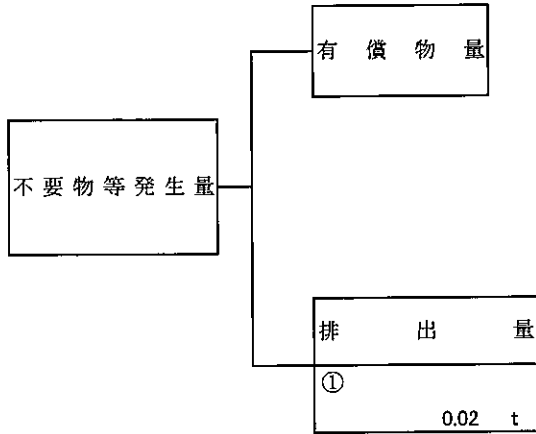 有償物量
不要物等発生量
排出量
①
0.02 t